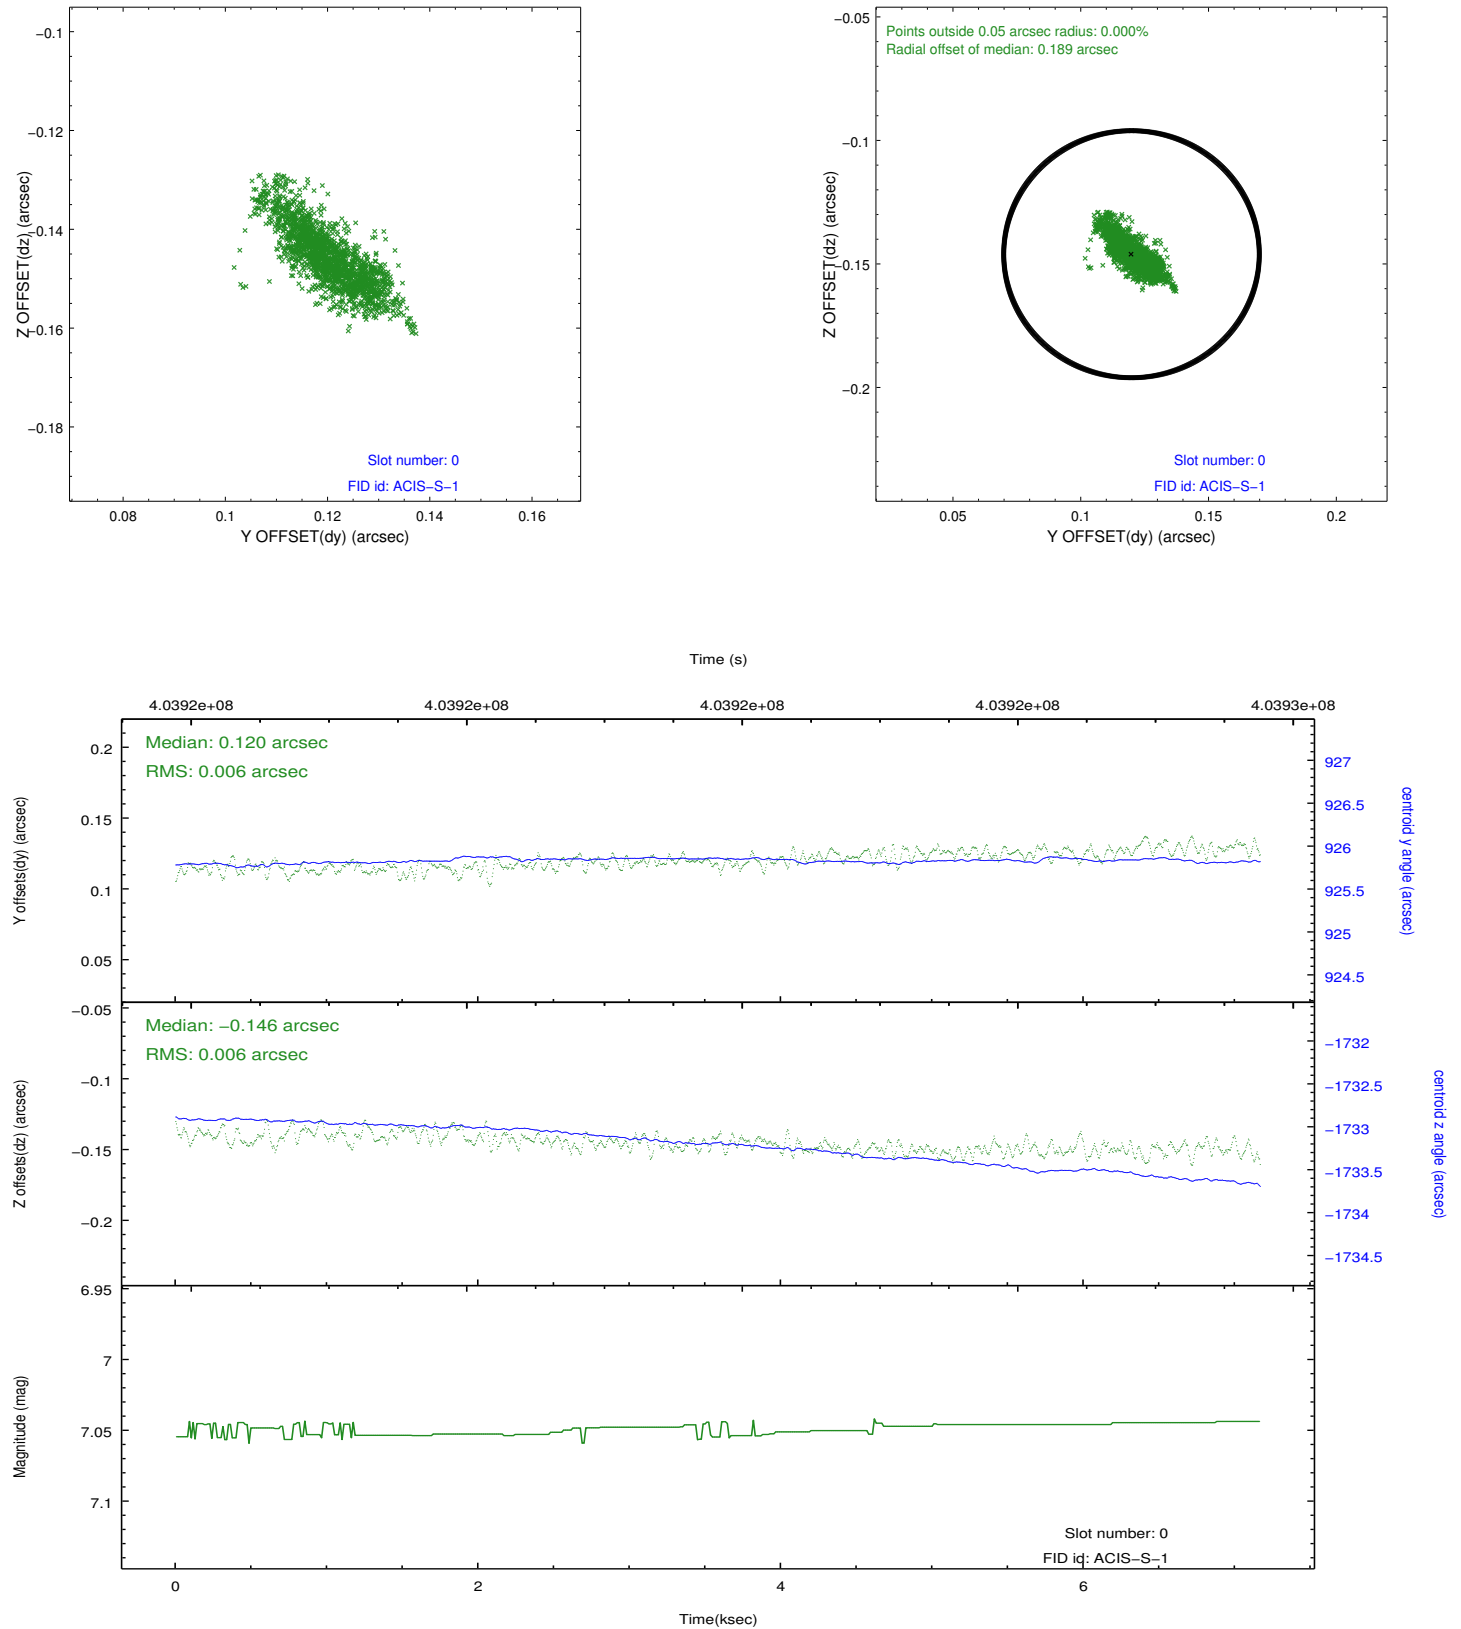 −0.1
−0.12
−0.14
−0.16
−0.18
Z OFFSET(dz) (arcsec)
Slot number: 0
FID id: ACIS−S−1
0.08 0.1 0.12 0.14 0.16
Y OFFSET(dy) (arcsec)
−0.05
−0.1
−0.15
−0.2
Z OFFSET(dz) (arcsec)
Points outside 0.05 arcsec radius: 0.000%
Radial offset of median: 0.189 arcsec
Slot number: 0
FID id: ACIS−S−1
0.05 0.1 0.15 0.2
Y OFFSET(dy) (arcsec)
Time (s)
4.0392e+08 4.0392e+08 4.0392e+08 4.0392e+08 4.0393e+08
Median: 0.120 arcsec
RMS: 0.006 arcsec
0.2
0.15
0.1
0.05
Y offsets(dy) (arcsec)
927
926.5
926
925.5
925
924.5
centroid y angle (arcsec)
Median: −0.146 arcsec
RMS: 0.006 arcsec
−0.05
−0.1
−0.15
−0.2
Z offsets(dz) (arcsec)
−1732
−1732.5
−1733
−1733.5
−1734
−1734.5
centroid z angle (arcsec)
6.95
7
7.05
7.1
Magnitude (mag)
Slot number: 0
FID id: ACIS−S−1
0 2 4 6
Time(ksec)